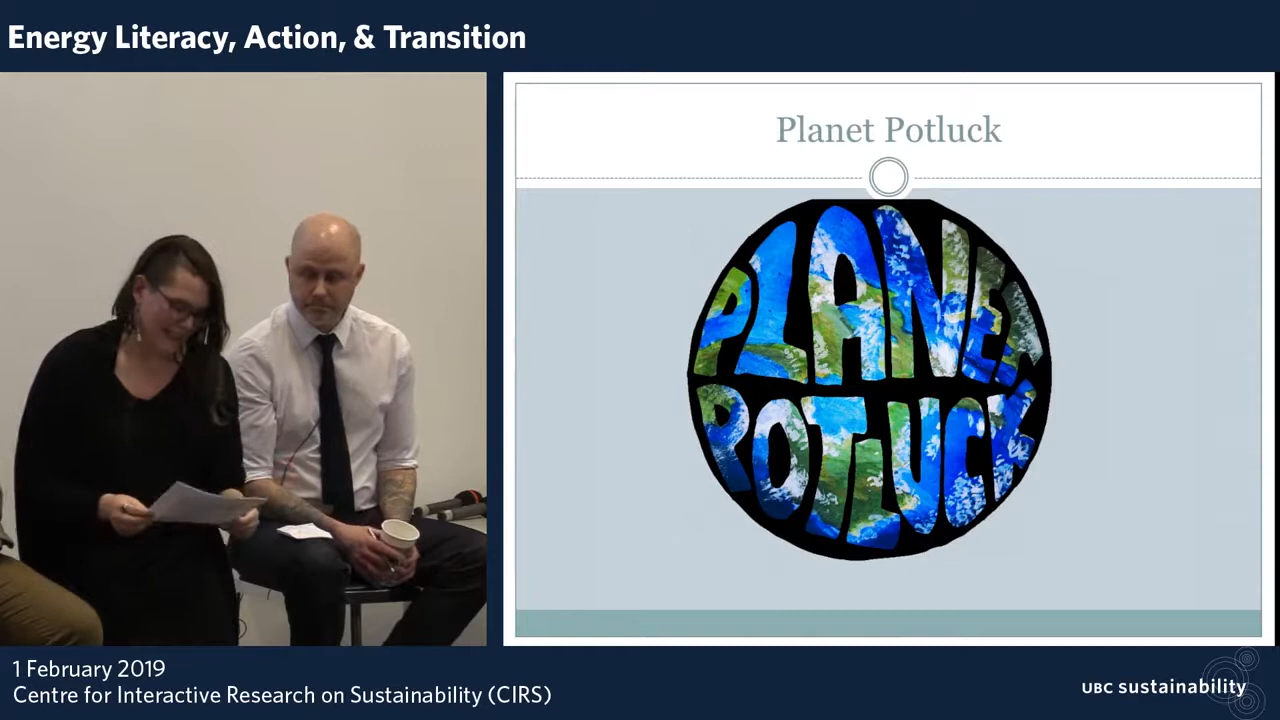 Energy Literacy, Action, & Transition
Planet Potluck
PLANET
POTLUCK
1 February 2019
Centre for Interactive Research on Sustainability (CIRS)
UBC sustainability